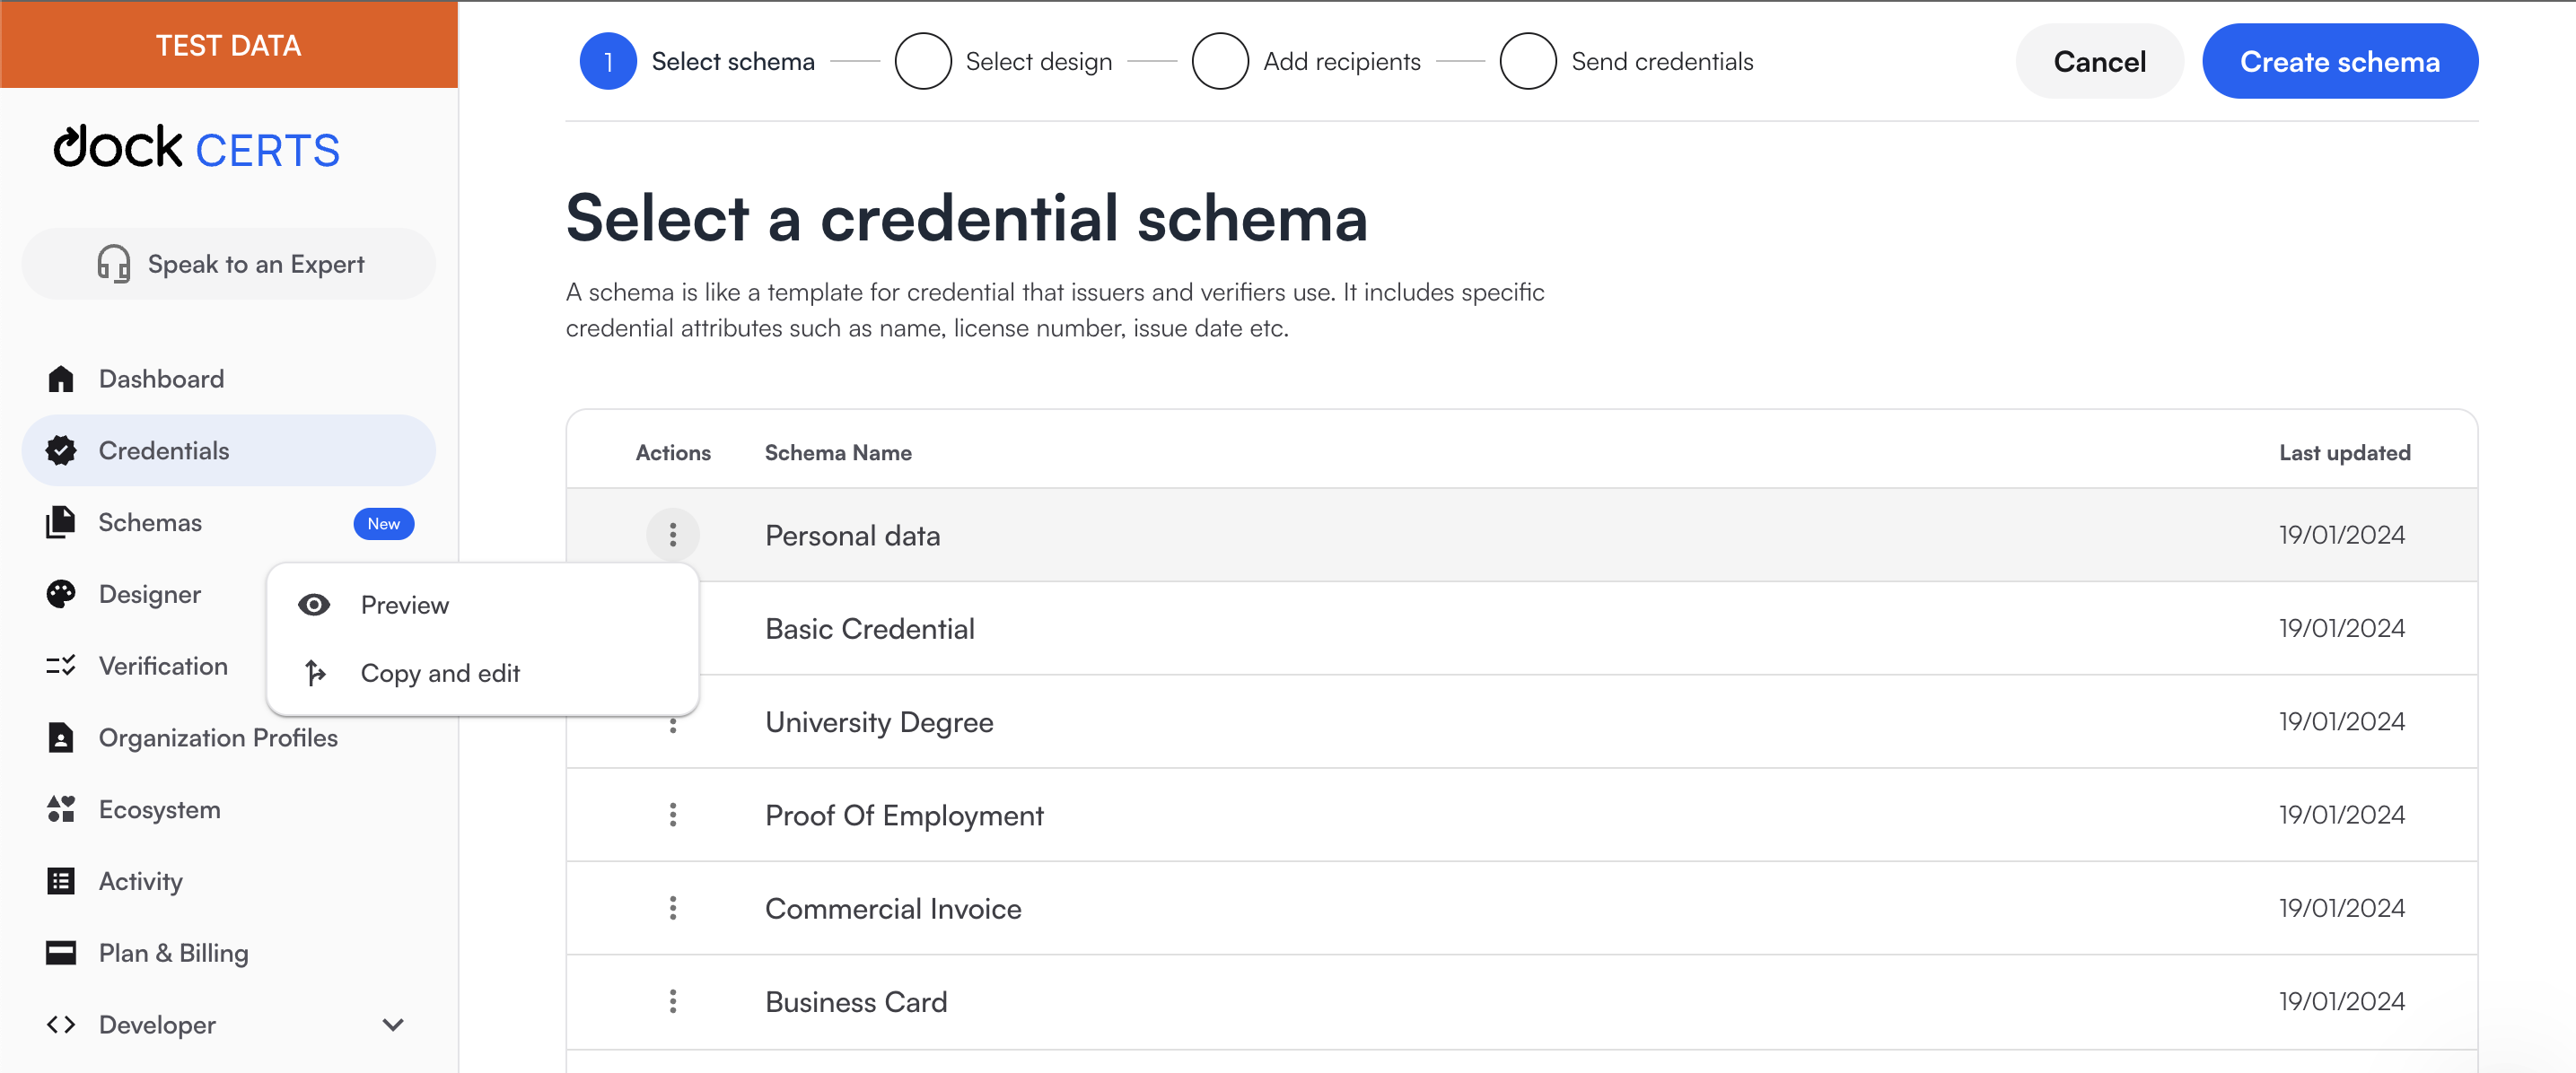 TEST DATA
dock CERTS
Speak to an Expert
Dashboard
Credentials
Schemas
New
Designer
Verification
Organization Profiles
Ecosystem
Activity
Plan & Billing
Developer
Preview
Copy and edit
1 Select schema
Select design
Add recipients
Send credentials
Cancel
Create schema
Select a credential schema
A schema is like a template for credential that issuers and verifiers use. It includes specific
credential attributes such as name, license number, issue date etc.
Actions Schema Name Last updated
Personal data 19/01/2024
Basic Credential 19/01/2024
University Degree 19/01/2024
Proof Of Employment 19/01/2024
Commercial Invoice 19/01/2024
Business Card 19/01/2024